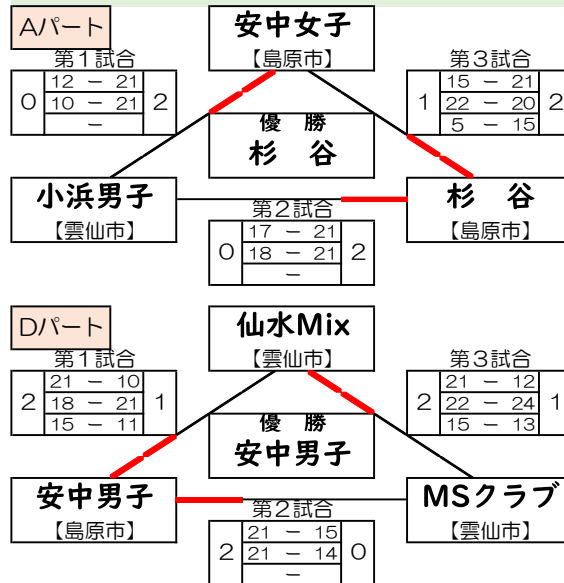 Aパート
安中女子
【島原市】
第1試合
0 12 － 21 2
10 － 21
－
第3試合
1 15 － 21 2
22 － 20
5 － 15
優 勝
杉 谷
小浜男子
【雲仙市】
杉 谷
【島原市】
第2試合
0 17 － 21 2
18 － 21
－
Dパート
仙水Mix
【雲仙市】
第1試合
2 21 － 10 1
18 － 21
15 － 11
第3試合
2 21 － 12 1
22 － 24
15 － 13
優 勝
安中男子
安中男子
【島原市】
MSクラブ
【雲仙市】
第2試合
2 21 － 15 0
21 － 14
－